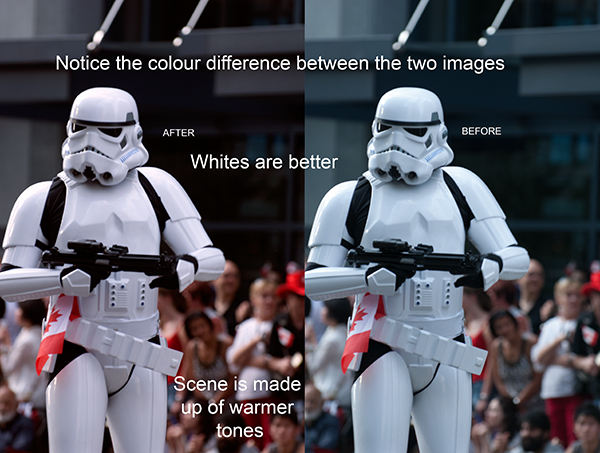 Notice the colour difference between the two images
AFTER
BEFORE
Whites are better
Scene is made
up of warmer
tones